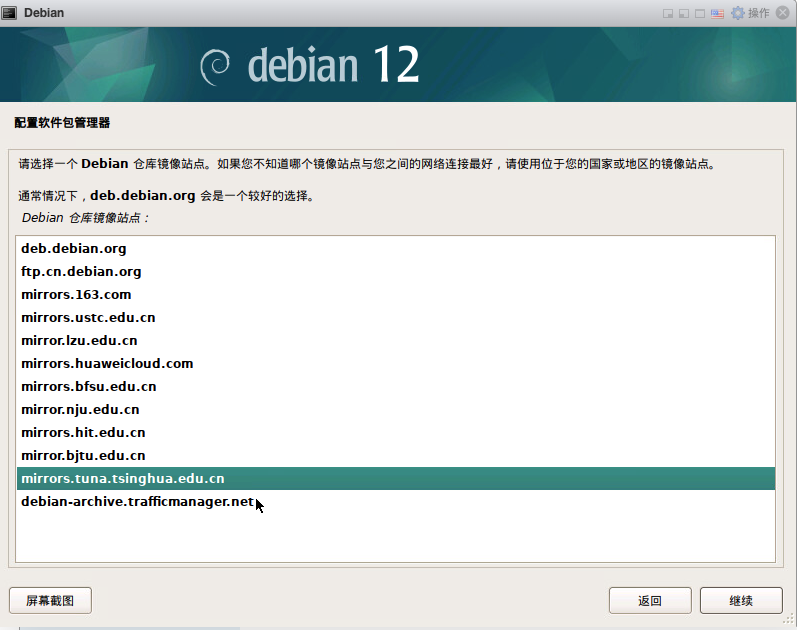 Debian
操作
debian 12
配置软件包管理器
请选择一个 Debian 仓库镜像站点。如果您不知道哪个镜像站点与您之间的网络连接最好，请使用位于您的国家或地区的镜像站点。
通常情况下，deb.debian.org 会是一个较好的选择。
Debian 仓库镜像站点：
deb.debian.org
ftp.cn.debian.org
mirrors.163.com
mirrors.ustc.edu.cn
mirror.lzu.edu.cn
mirrors.huaweicloud.com
mirrors.bfsu.edu.cn
mirror.nju.edu.cn
mirrors.hit.edu.cn
mirror.bjtu.edu.cn
mirrors.tuna.tsinghua.edu.cn
debian-archive.trafficmanager.net
屏幕截图
返回
继续